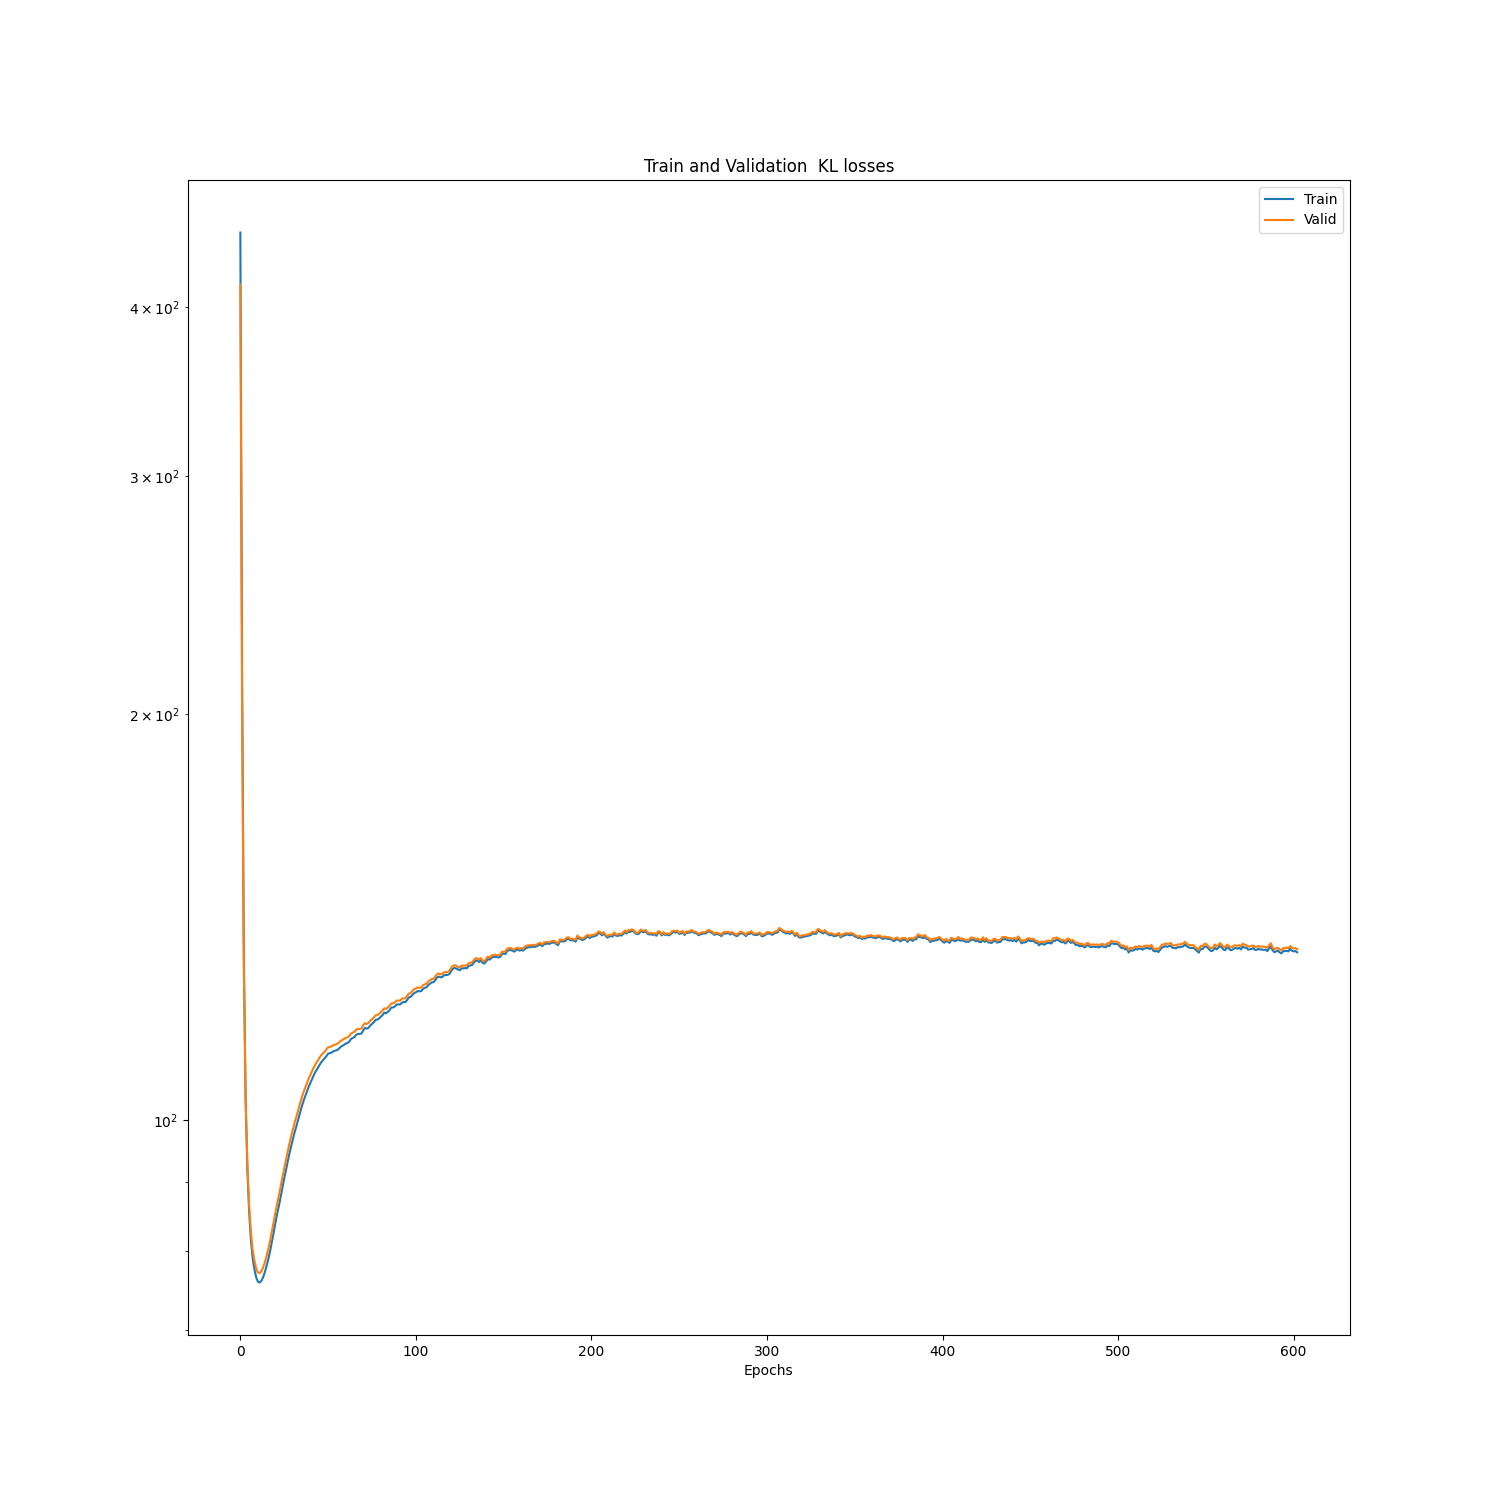 Train and Validation  KL losses
Train
Valid
4 × 10²
3 × 10²
2 × 10²
10²
0 100 200 300 400 500 600
Epochs